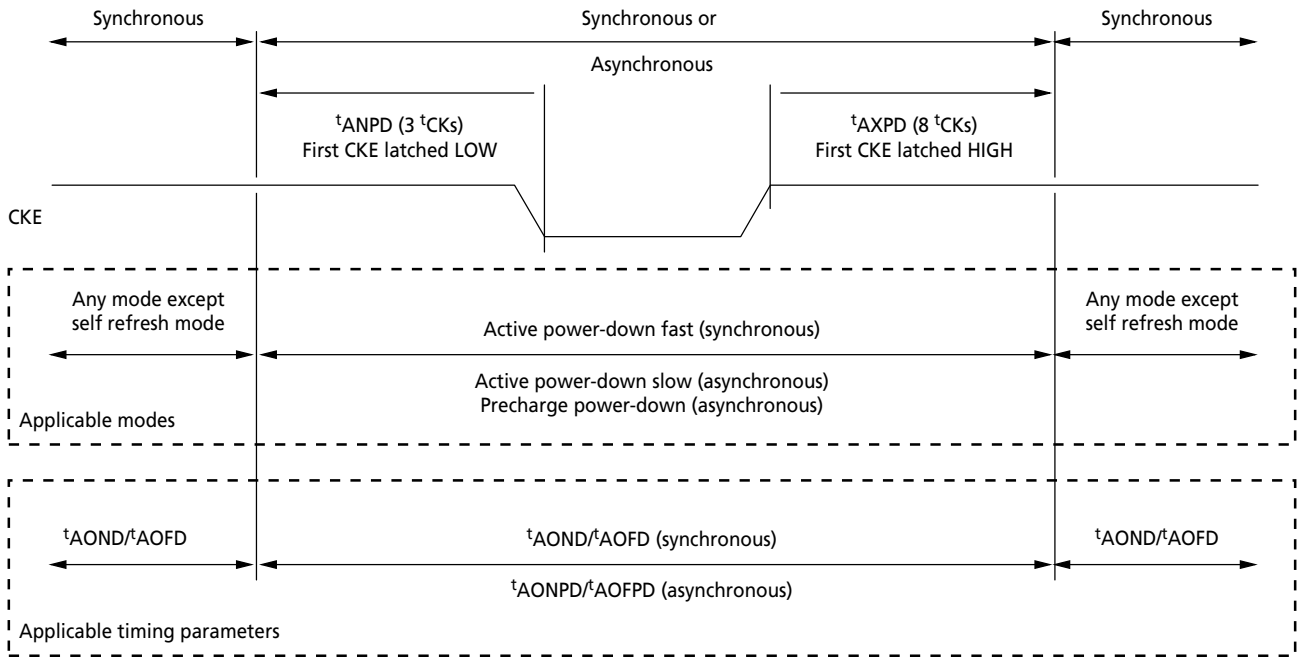 Synchronous
Synchronous or
Synchronous
Asynchronous
tANPD (3 tCKs)
First CKE latched LOW
tAXPD (8 tCKs)
First CKE latched HIGH
CKE
Any mode except
self refresh mode
Active power-down fast (synchronous)
Any mode except
self refresh mode
Active power-down slow (asynchronous)
Precharge power-down (asynchronous)
Applicable modes
tAOND/tAOFD
tAOND/tAOFD (synchronous)
tAOND/tAOFD
tAONPD/tAOFPD (asynchronous)
Applicable timing parameters